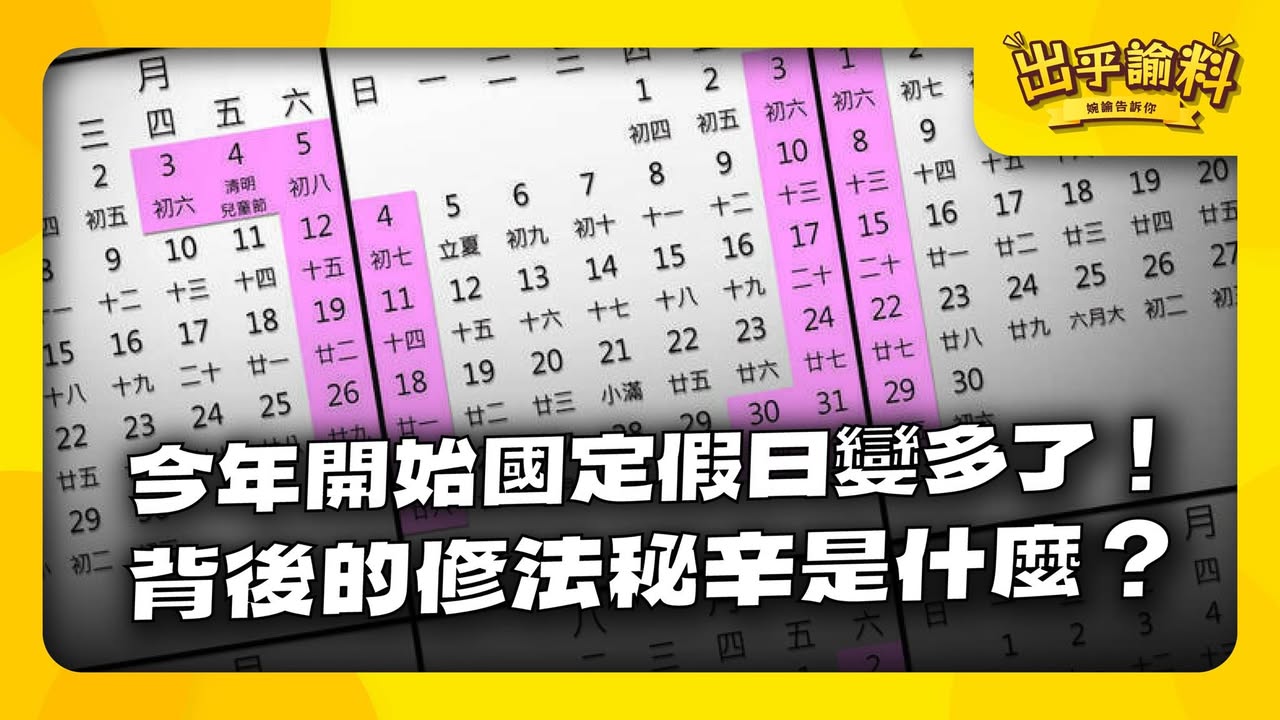 出乎諭料
婉諭告訴你
月
三 四 五 六
2 3 4 5
初五 初六 清明 兒童節 初八
9 10 11 12
十二 十三 十四 十五
15 16 17 18 19
十八 十九 二十 廿一 廿二
22 23 24 25 26
廿五 廿九
29
初二
日 一 二 三 四
1 2 3
初四 初五 初六
4 5 6 7 8 9 10
初七 立夏 初九 初十 十一 十二 十三
11 12 13 14 15 16 17
十四 十五 十六 十七 十八 十九 二十
18 19 20 21 22 23 24
廿一 廿二 廿三 小滿 廿五 廿六 廿七
29 30 31
1 2
初六 初七
8 9
十三 十四 十五
15 16 17 18 19 20
二十 廿一 廿二 廿三 廿四 廿五
22 23 24 25 26 27
廿七 廿八 廿九 六月大 初二
29 30
今年開始國定假日變多了！
背後的修法秘辛是什麼？
月
四
八
月
一 二 三 四 五 六
2
日
1 2 3 4